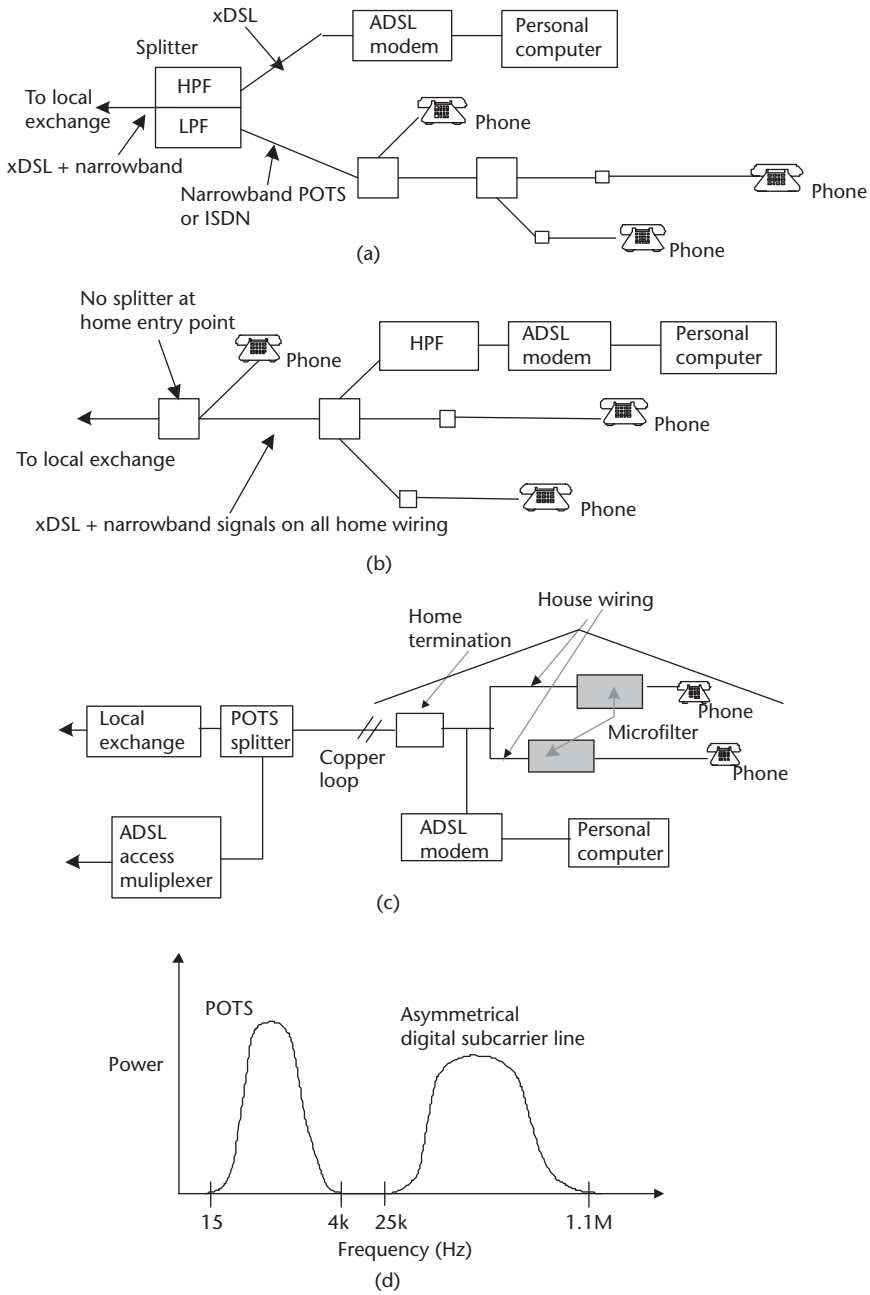 xDSL
ADSL
modem
Personal
computer
Splitter
HPF
To local
exchange
LPF
Phone
xDSL + narrowband
Narrowband POTS
or ISDN
Phone
Phone
(a)
No splitter at
home entry point
Phone
HPF
ADSL
modem
Personal
computer
Phone
To local exchange
Phone
xDSL + narrowband signals on all home wiring
(b)
House wiring
Home
termination
Local
exchange
POTS
splitter
Phone
Microfilter
Copper
loop
Phone
ADSL
access
muliplexer
ADSL
modem
Personal
computer
(c)
POTS
Asymmetrical
digital subcarrier line
Power
15
4k
25k
1.1M
Frequency (Hz)
(d)